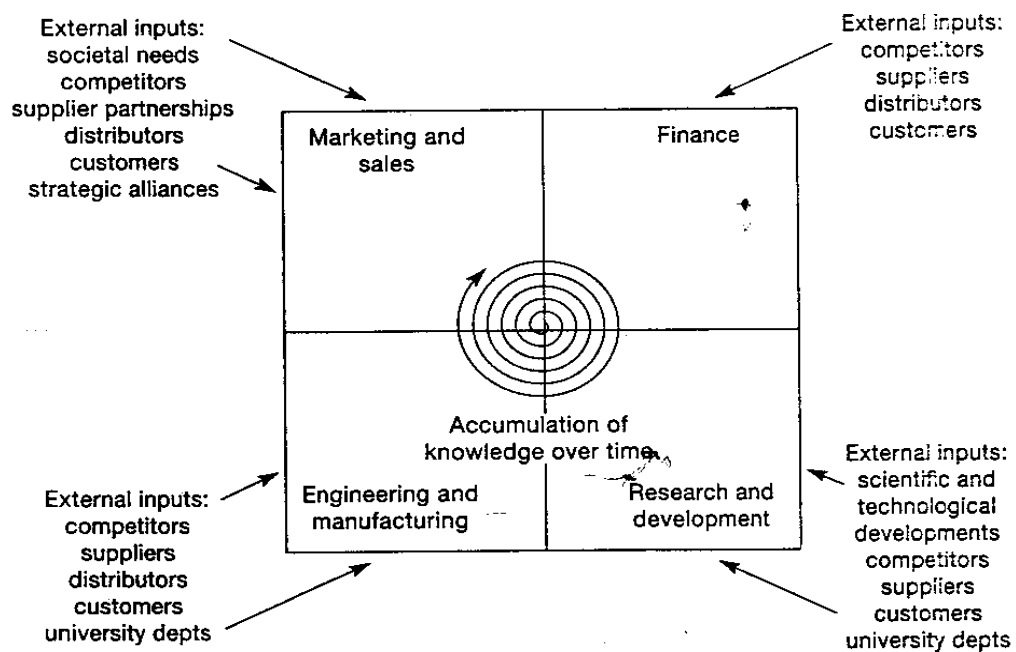 External inputs:
societal needs
competitors
supplier partnerships
distributors
customers
strategic alliances
External inputs:
competitors
suppliers
distributors
customers
Marketing and
sales
Finance
Accumulation of
knowledge over time
Engineering and
manufacturing
Research and
development
External inputs:
competitors
suppliers
distributors
customers
university depts
External inputs:
scientific and
technological
developments
competitors
suppliers
customers
university depts